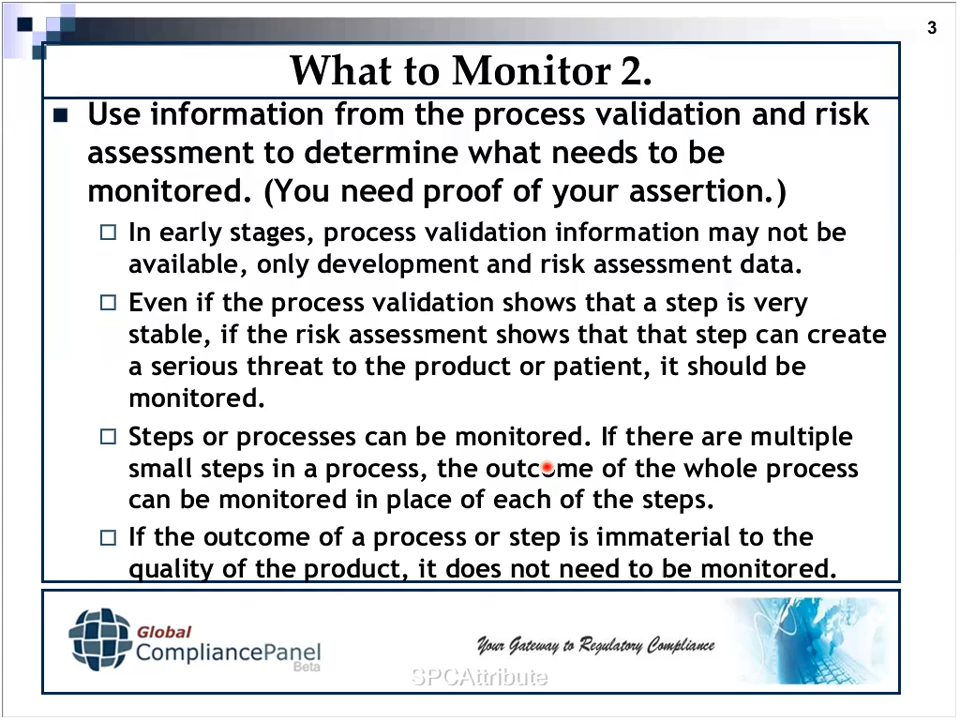 3
What to Monitor 2.
Use information from the process validation and risk
assessment to determine what needs to be
monitored. (You need proof of your assertion.)
In early stages, process validation information may not be
available, only development and risk assessment data.
Even if the process validation shows that a step is very
stable, if the risk assessment shows that that step can create
a serious threat to the product or patient, it should be
monitored.
Steps or processes can be monitored. If there are multiple
small steps in a process, the outcome of the whole process
can be monitored in place of each of the steps.
If the outcome of a process or step is immaterial to the
quality of the product, it does not need to be monitored.
Global
CompliancePanel
Beta
Your Gateway to Regulatory Compliance
SPCAttribute